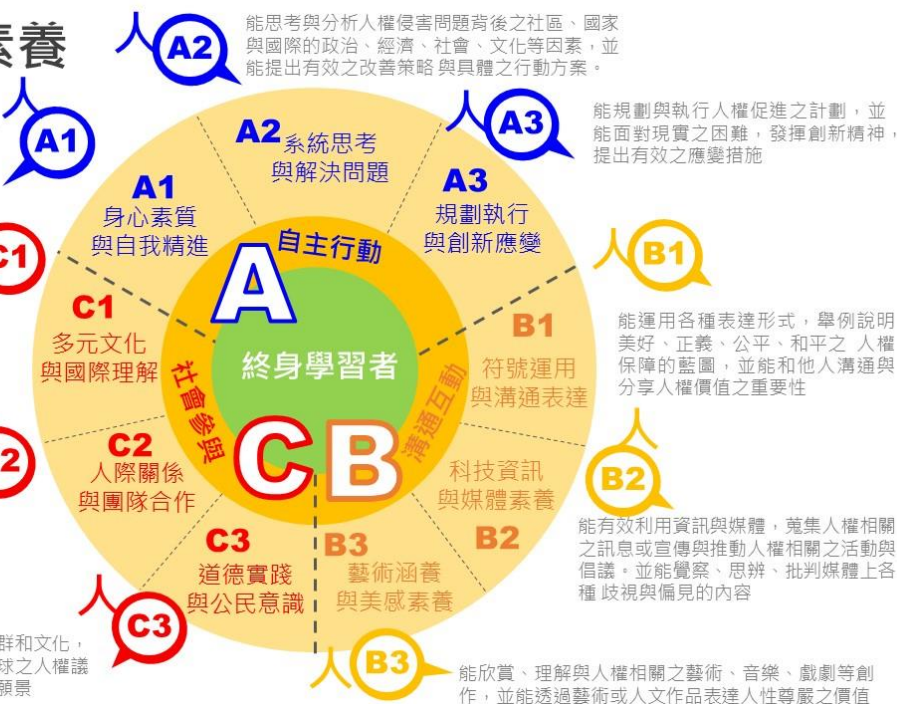 素養
人 A2
能思考與分析人權侵害問題背後之社區、國家
與國際的政治、經濟、社會、文化等因素，並
能提出有效之改善策略 與具體之行動方案。
人 A1
人 A3
能規劃與執行人權促進之計劃，並
能面對現實之困難，發揮創新精神，
提出有效之應變措施
A1
身心素質
與自我精進
A2 系統思考
與解決問題
A3
規劃執行
與創新應變
A
自主行動
人 B1
能運用各種表達形式，舉例說明
美好、正義、公平、和平之 人權
保障的藍圖，並能和他人溝通與
分享人權價值之重要性
C1
C1
多元文化
與國際理解
社會參與
終身學習者
溝通互動
B1
符號運用
與溝通表達
C
B
2
C2
人際關係
與團隊合作
科技資訊
與媒體素養
B2
人
B2
能有效利用資訊與媒體，蒐集人權相關
之訊息或宣傳與推動人權相關之活動與
倡議。並能覺察、思辨、批判媒體上各
種 歧視與偏見的內容
C3
道德實踐
與公民意識
B3
藝術涵養
與美感素養
人 C3
群和文化，
球之人權議
願景
人 B3
能欣賞、理解與人權相關之藝術、音樂、戲劇等創
作，並能透過藝術或人文作品表達人性尊嚴之價值